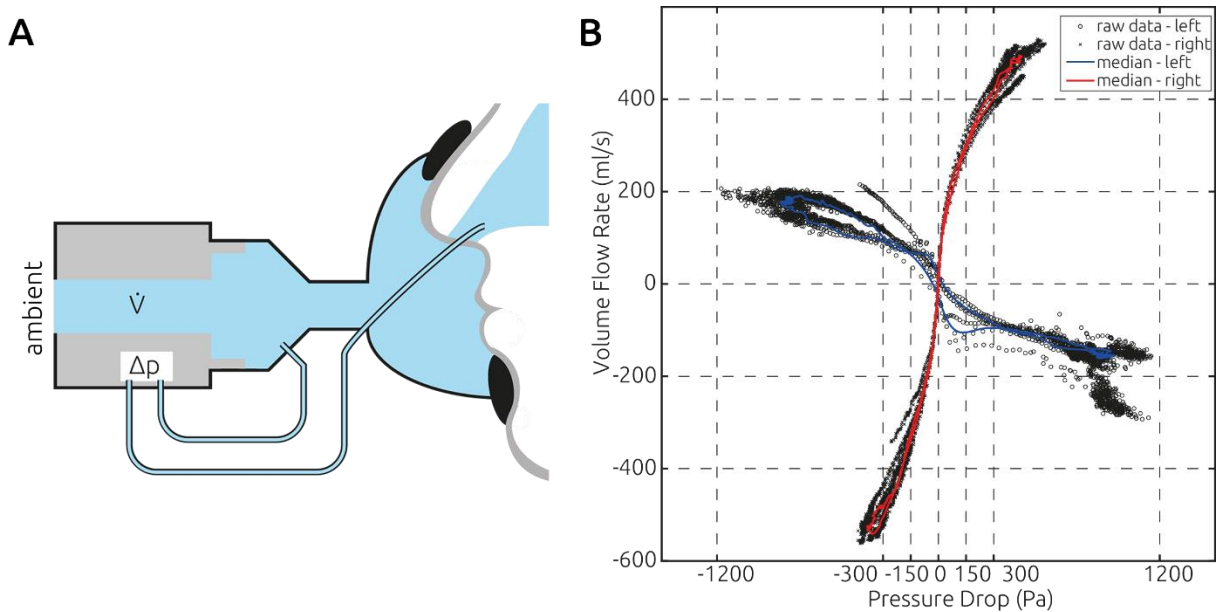 A
ambient
V̇
Δp
B
raw data - left
raw data - right
median - left
median - right
Volume Flow Rate (ml/s)
400
200
0
-200
-400
-600
-1200
-300
-150
0
150
300
1200
Pressure Drop (Pa)